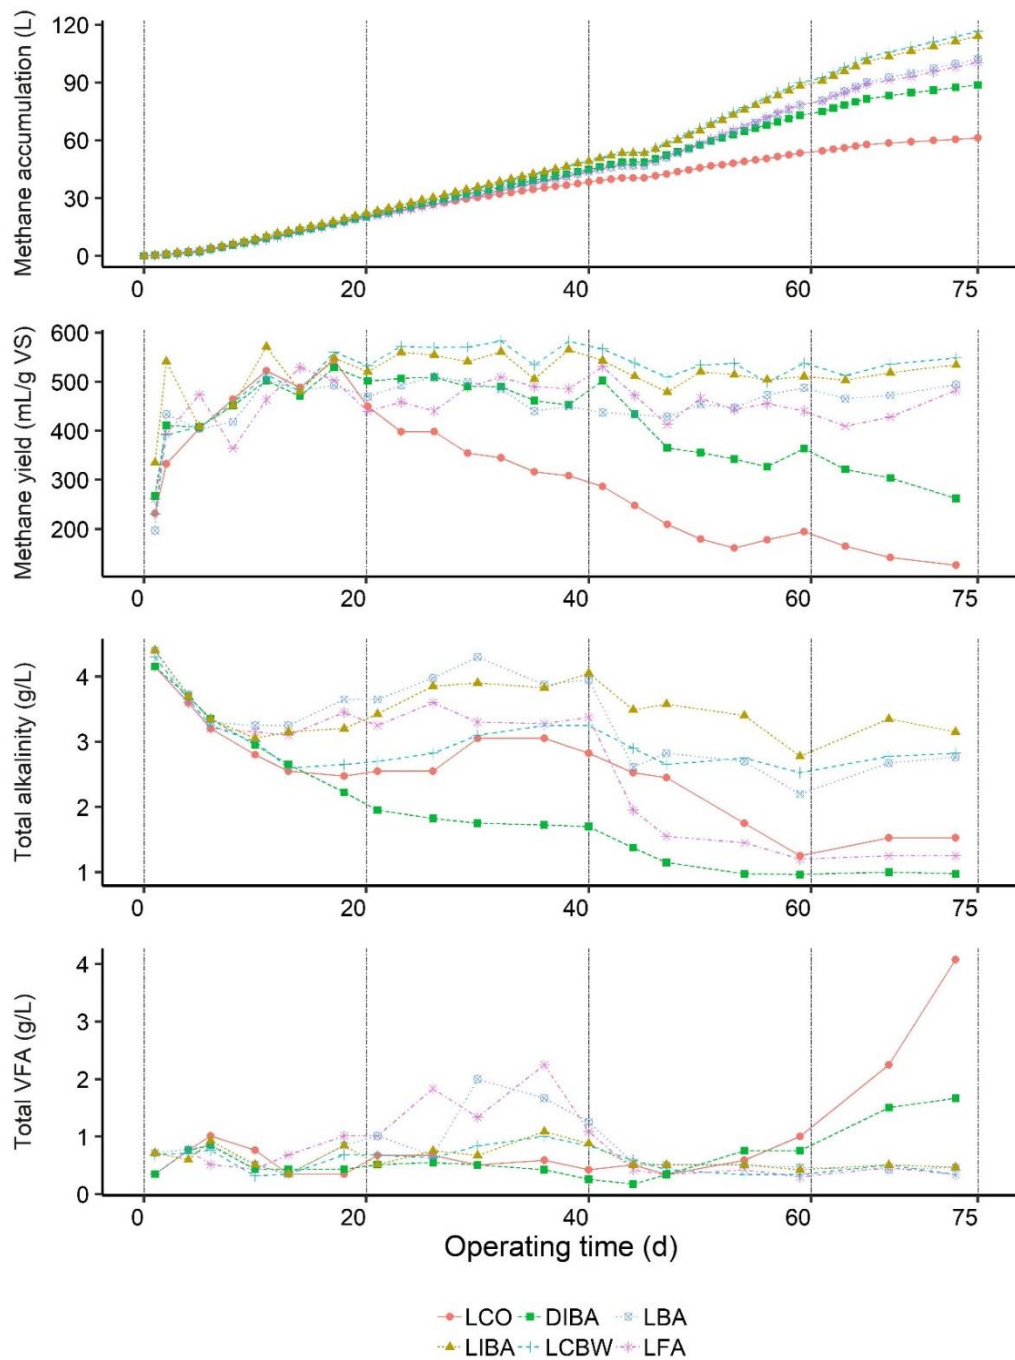 Methane accumulation (L)
120
90
60
30
0
0 20 40 60 75
Methane yield (mL/g VS)
600
500
400
300
200
0 20 40 60 75
Total alkalinity (g/L)
4
3
2
1
0 20 40 60 75
Total VFA (g/L)
4
3
2
1
0
0 20 40 60 75
Operating time (d)
LCO DIBA LBA
LIBA LCBW LFA